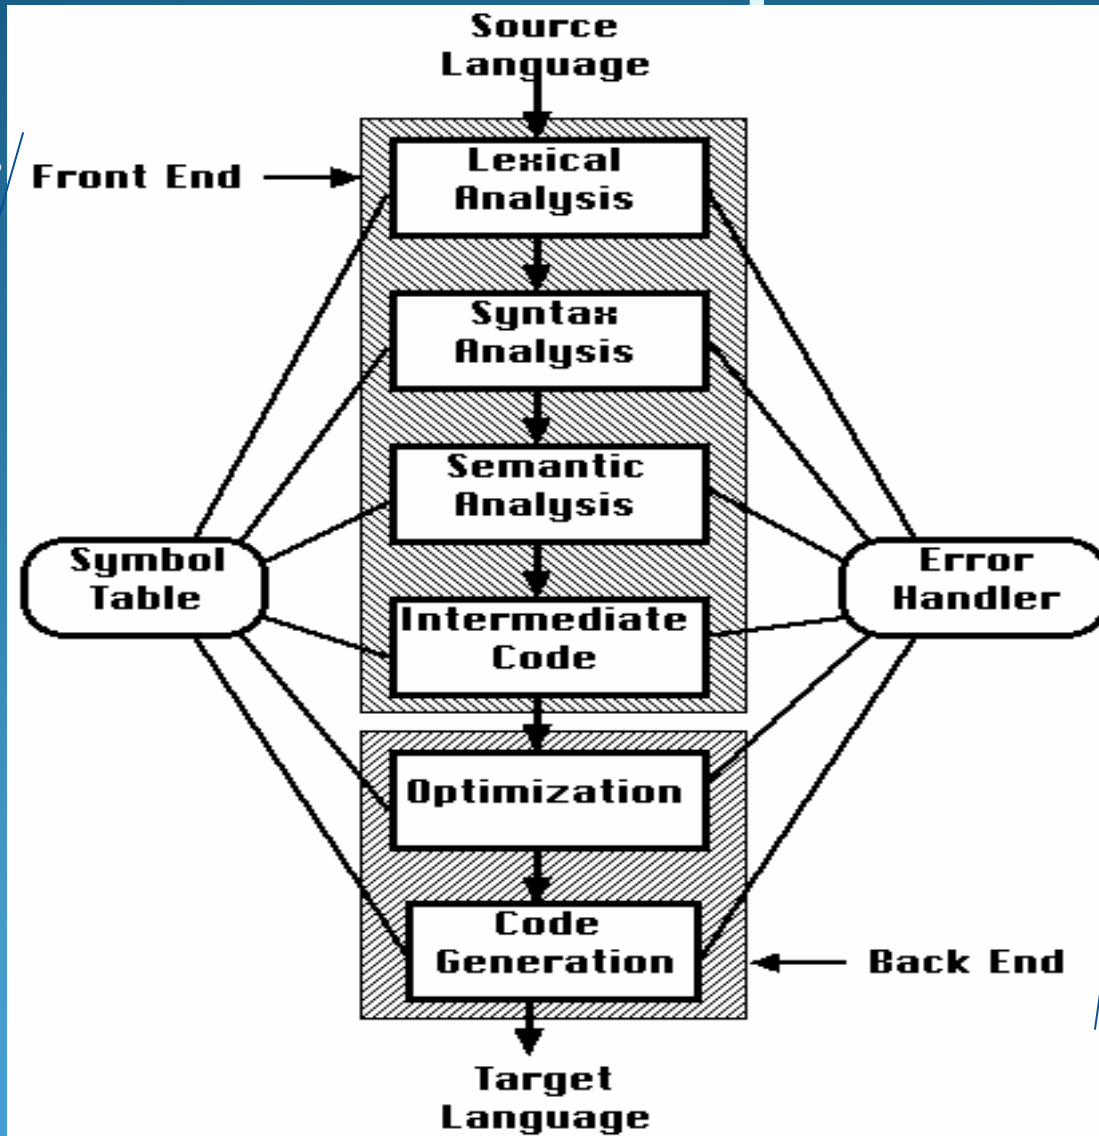 Source
Language
Front End
Lexical
Analysis
Syntax
Analysis
Semantic
Analysis
Symbol
Table
Error
Handler
Intermediate
Code
Optimization
Code
Generation
Back End
Target
Language